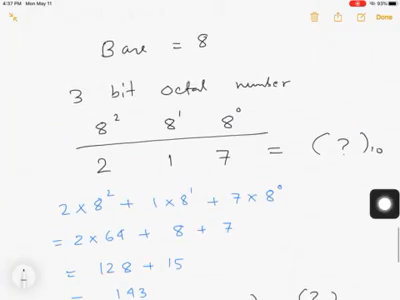 4:37 PM Mon May 11
Done
Base = 8
3 bit octal number
8² 8¹ 8⁰
2 1 7 = (?)₁₀
2 × 8² + 1 × 8¹ + 7 × 8⁰
= 2 × 64 + 8 + 7
= 128 + 15
= 143